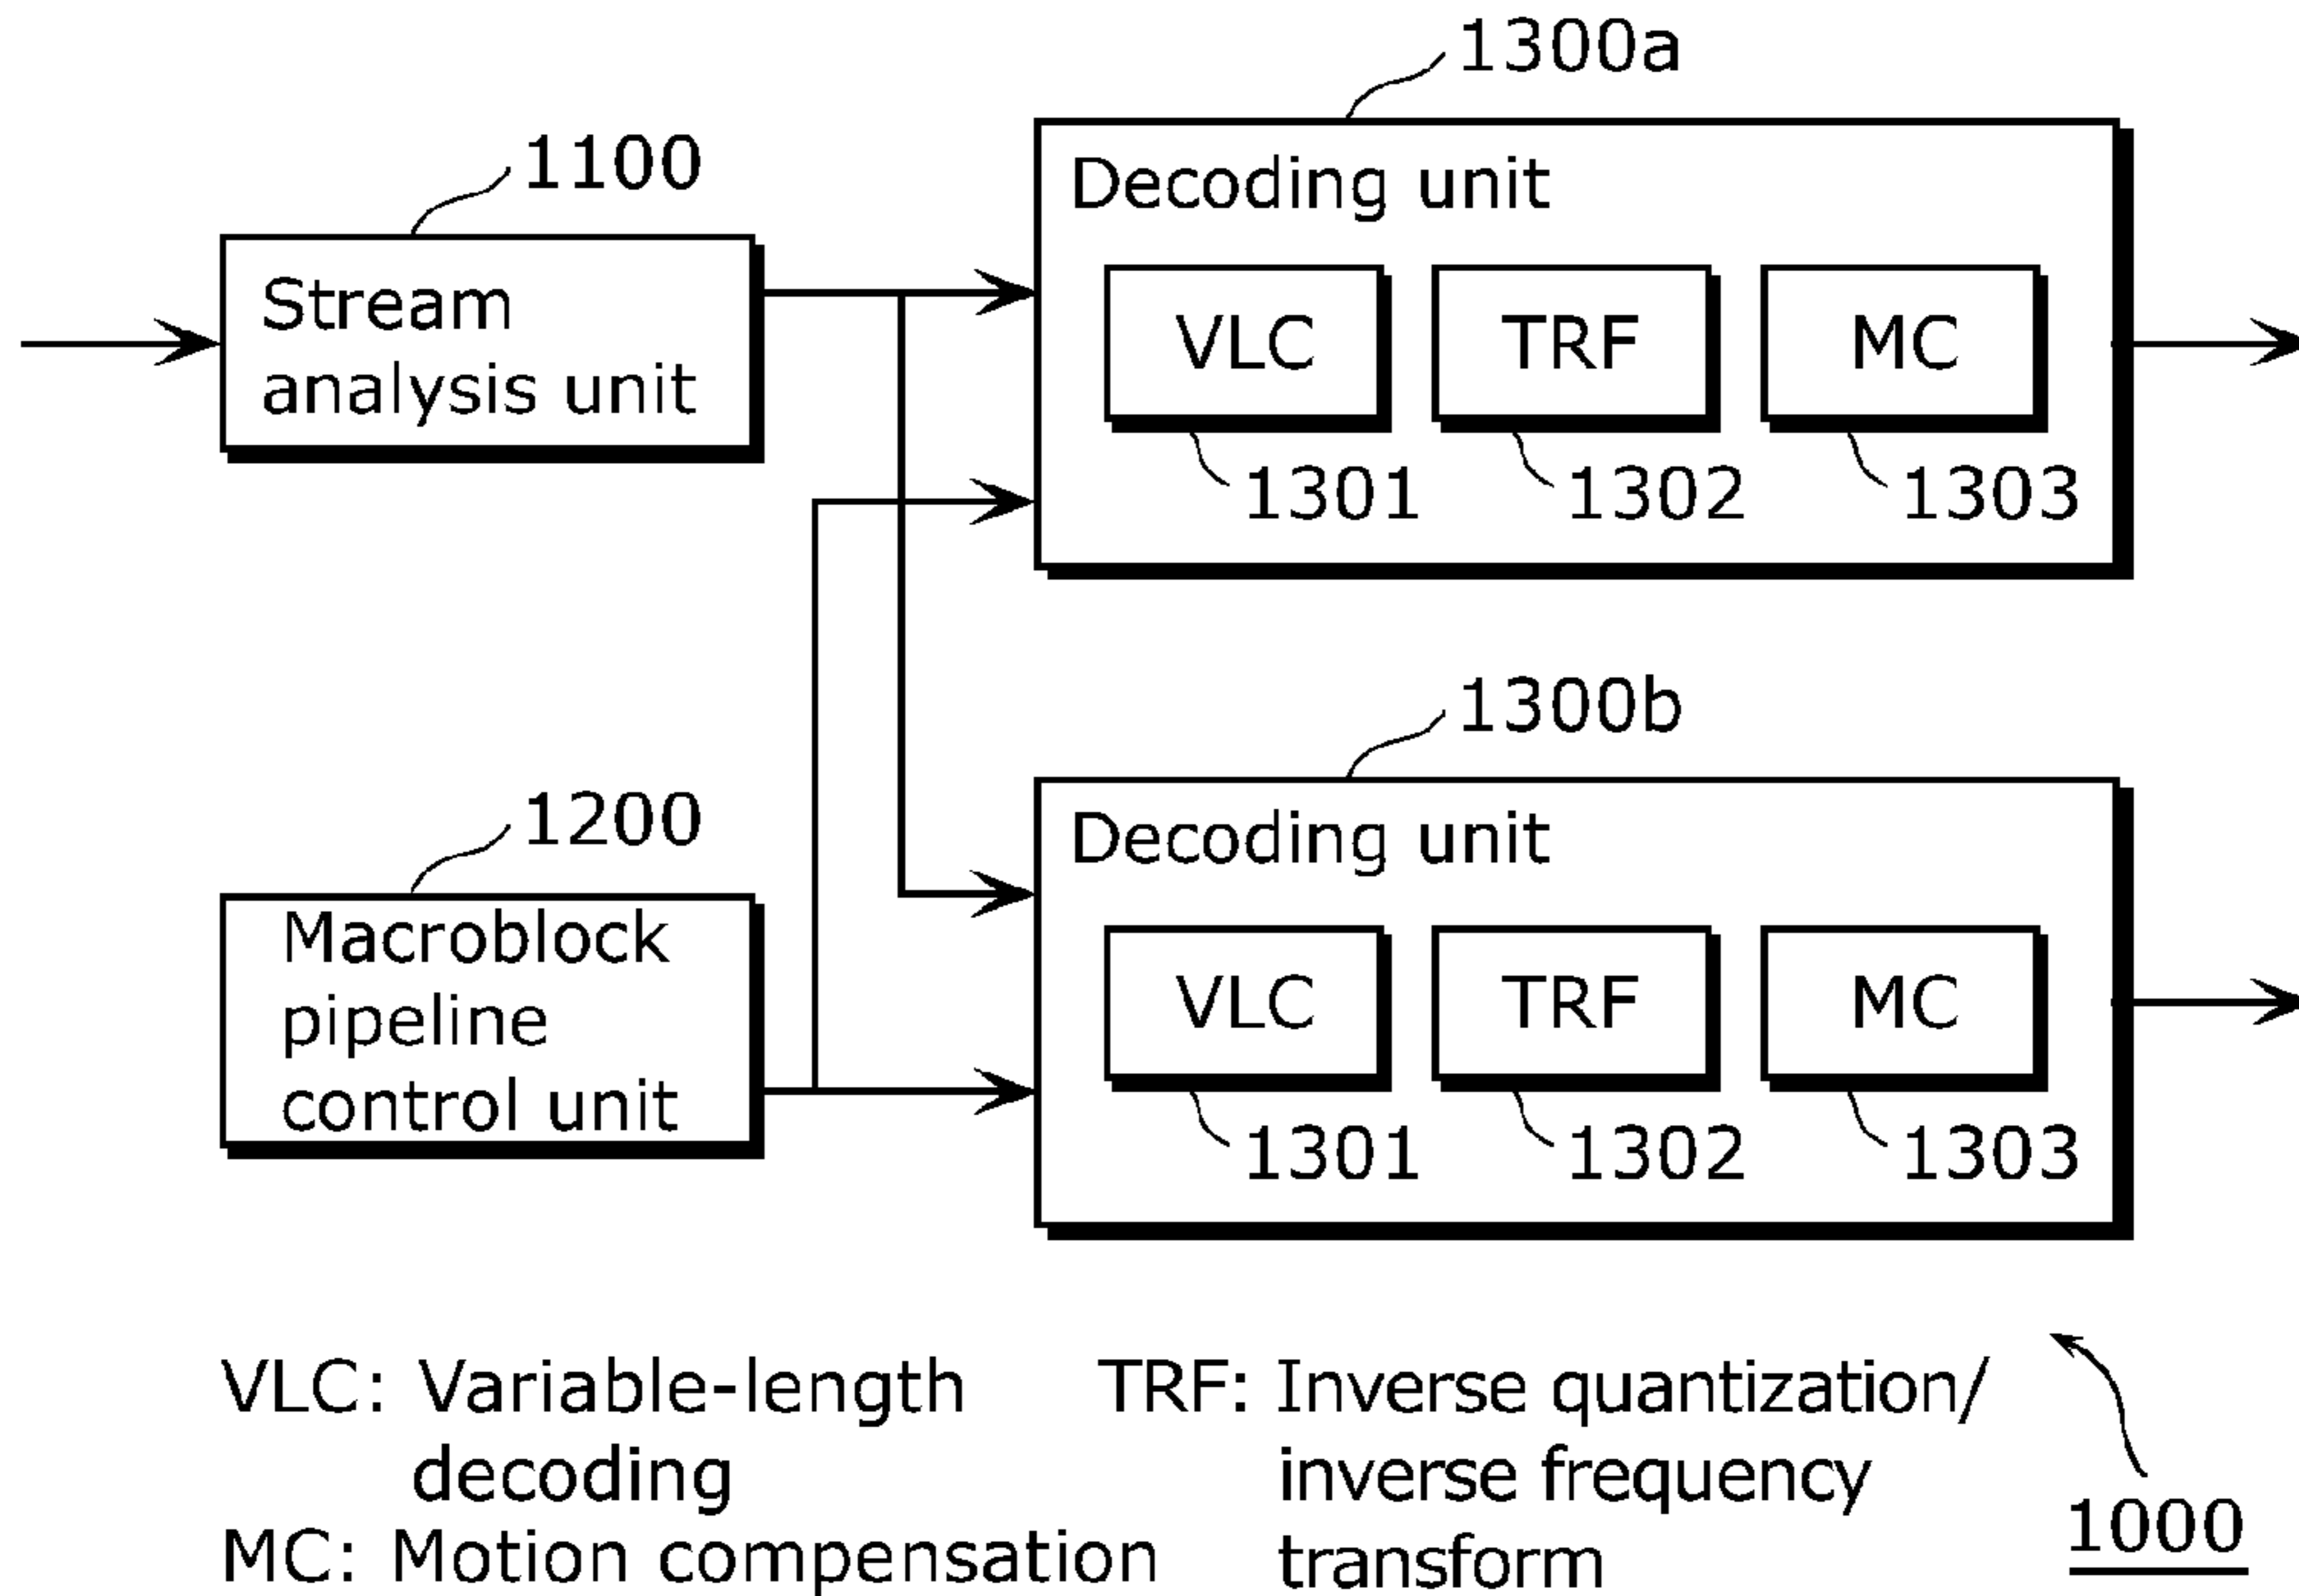 1300a
1100
Decoding unit
Stream
analysis unit
VLC
TRF
MC
1301
1302
1303
1300b
1200
Decoding unit
Macroblock
pipeline
control unit
VLC
TRF
MC
1301
1302
1303
VLC: Variable-length
decoding
MC: Motion compensation
TRF: Inverse quantization/
inverse frequency
transform
1000